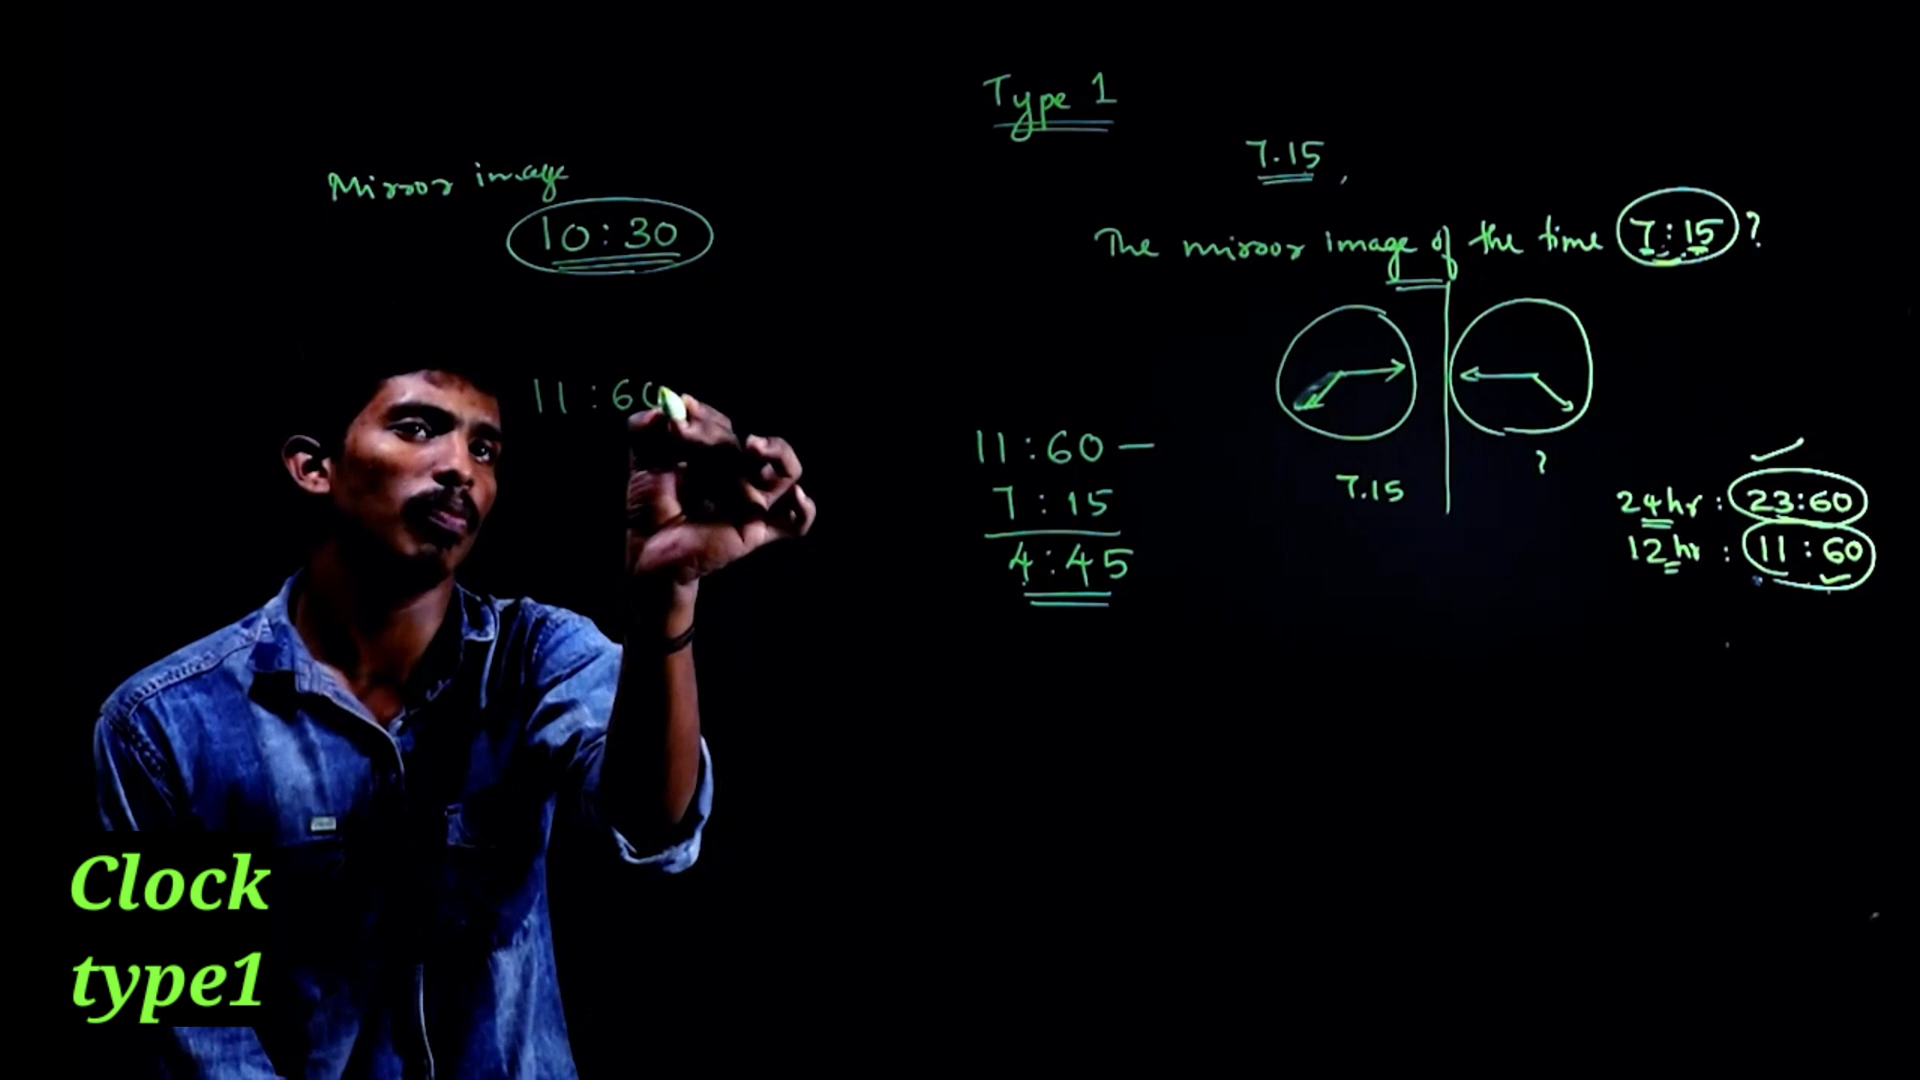 Type 1
7.15,
Mirror image
10:30
The mirror image of the time 7:15?
11:60
11:60 —
7:15
4:45
7.15
?
24hr : 23:60
12hr : 11:60
Clock
type1